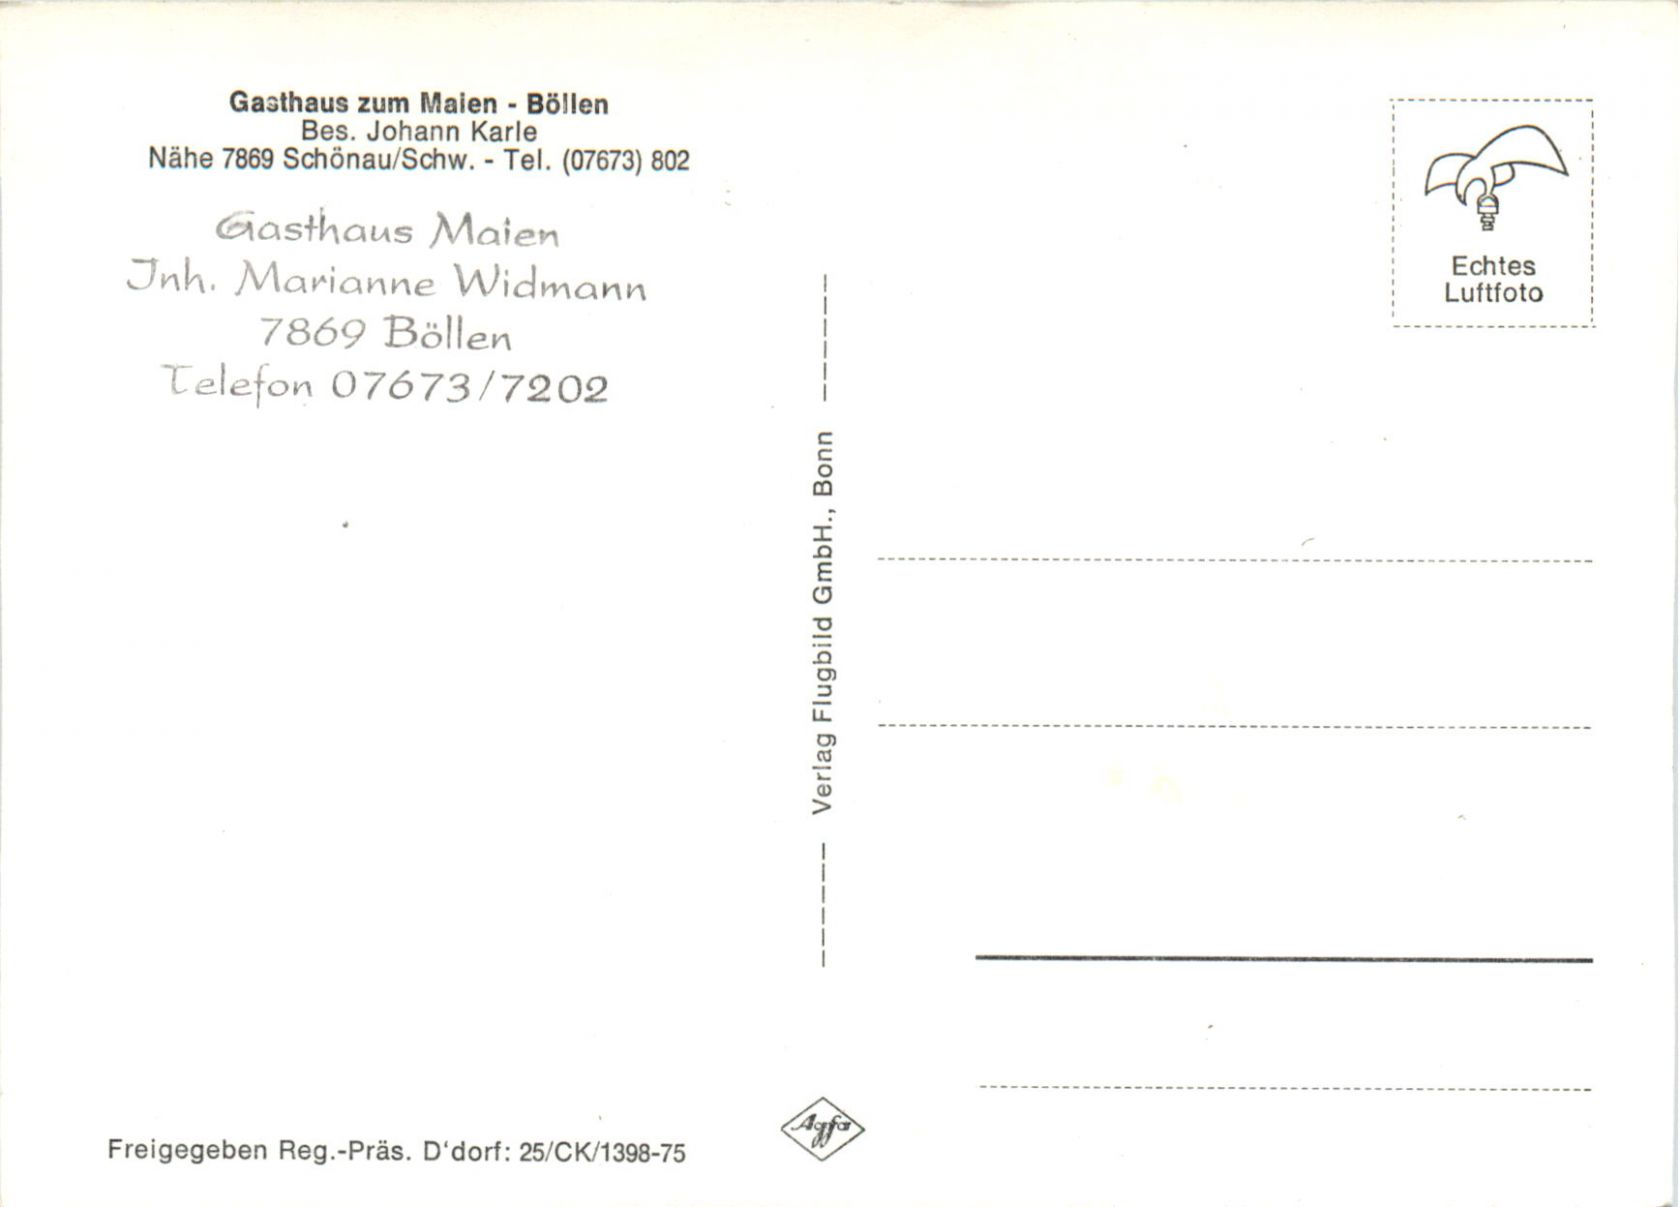 Gasthaus zum Maien - Böllen
Bes. Johann Karle
Nähe 7869 Schönau/Schw. - Tel. (07673) 802
Gasthaus Maien
Inh. Marianne Widmann
7869 Böllen
Telefon 07673/7202
Verlag Flugbild GmbH., Bonn
Echtes
Luftfoto
Agfa
Freigegeben Reg.-Präs. D'dorf: 25/CK/1398-75